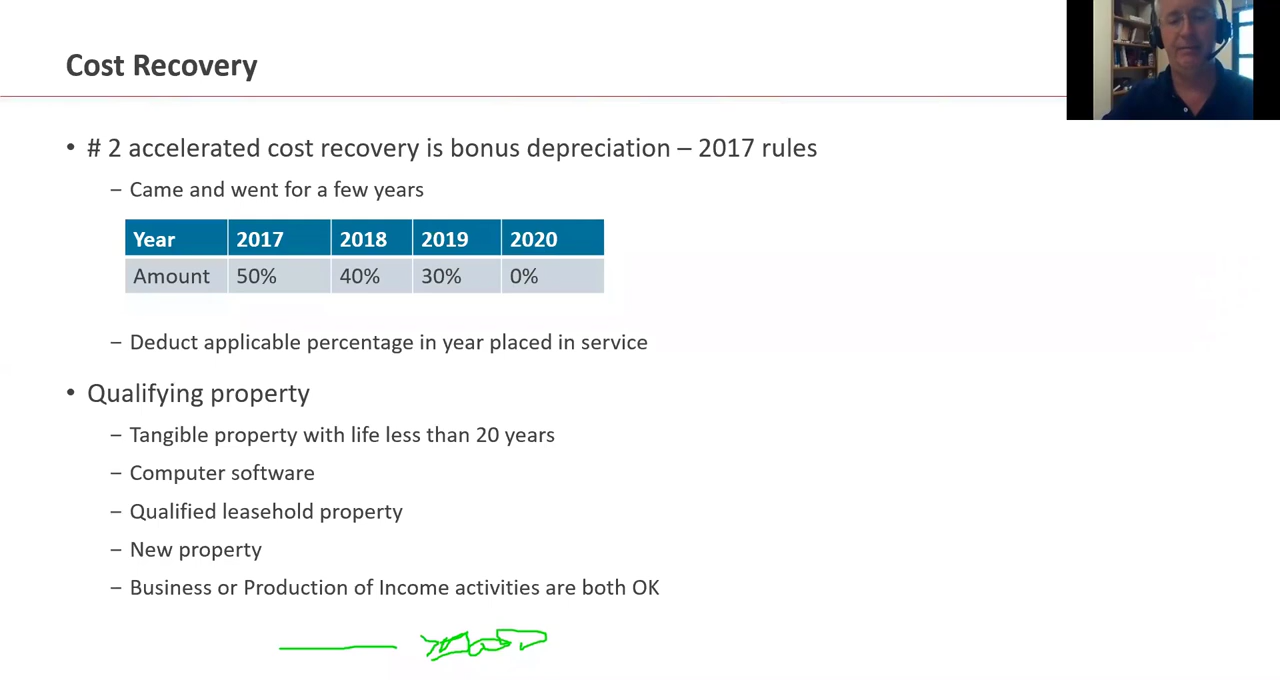 Cost Recovery
• # 2 accelerated cost recovery is bonus depreciation – 2017 rules
– Came and went for a few years
Year 2017 2018 2019 2020
Amount 50% 40% 30% 0%
– Deduct applicable percentage in year placed in service
• Qualifying property
– Tangible property with life less than 20 years
– Computer software
– Qualified leasehold property
– New property
– Business or Production of Income activities are both OK